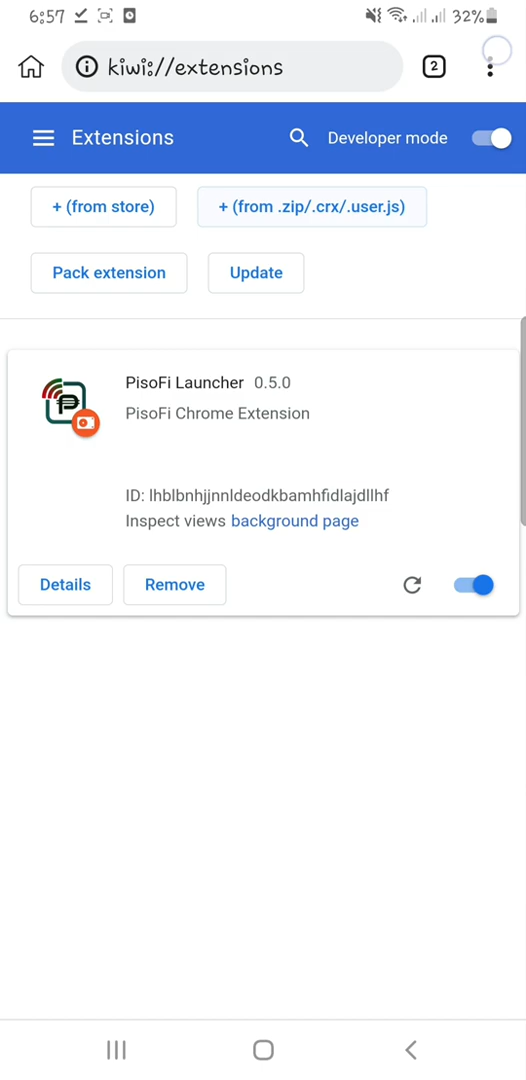 6:57 32%
kiwi://extensions 2
Extensions Developer mode
+ (from store) + (from .zip/.crx/.user.js)
Pack extension Update
PisoFi Launcher 0.5.0
PisoFi Chrome Extension
ID: lhblbnhjjnnldeodkbamhfidlajdllhf
Inspect views background page
Details Remove